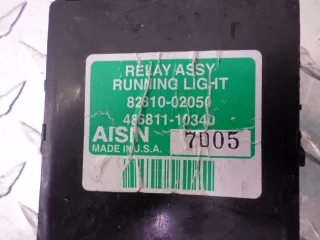 RELAY ASSY
RUNNING LIGHT
82810-02050
486811-10340
AISIN
7005
MADE IN U.S.A.